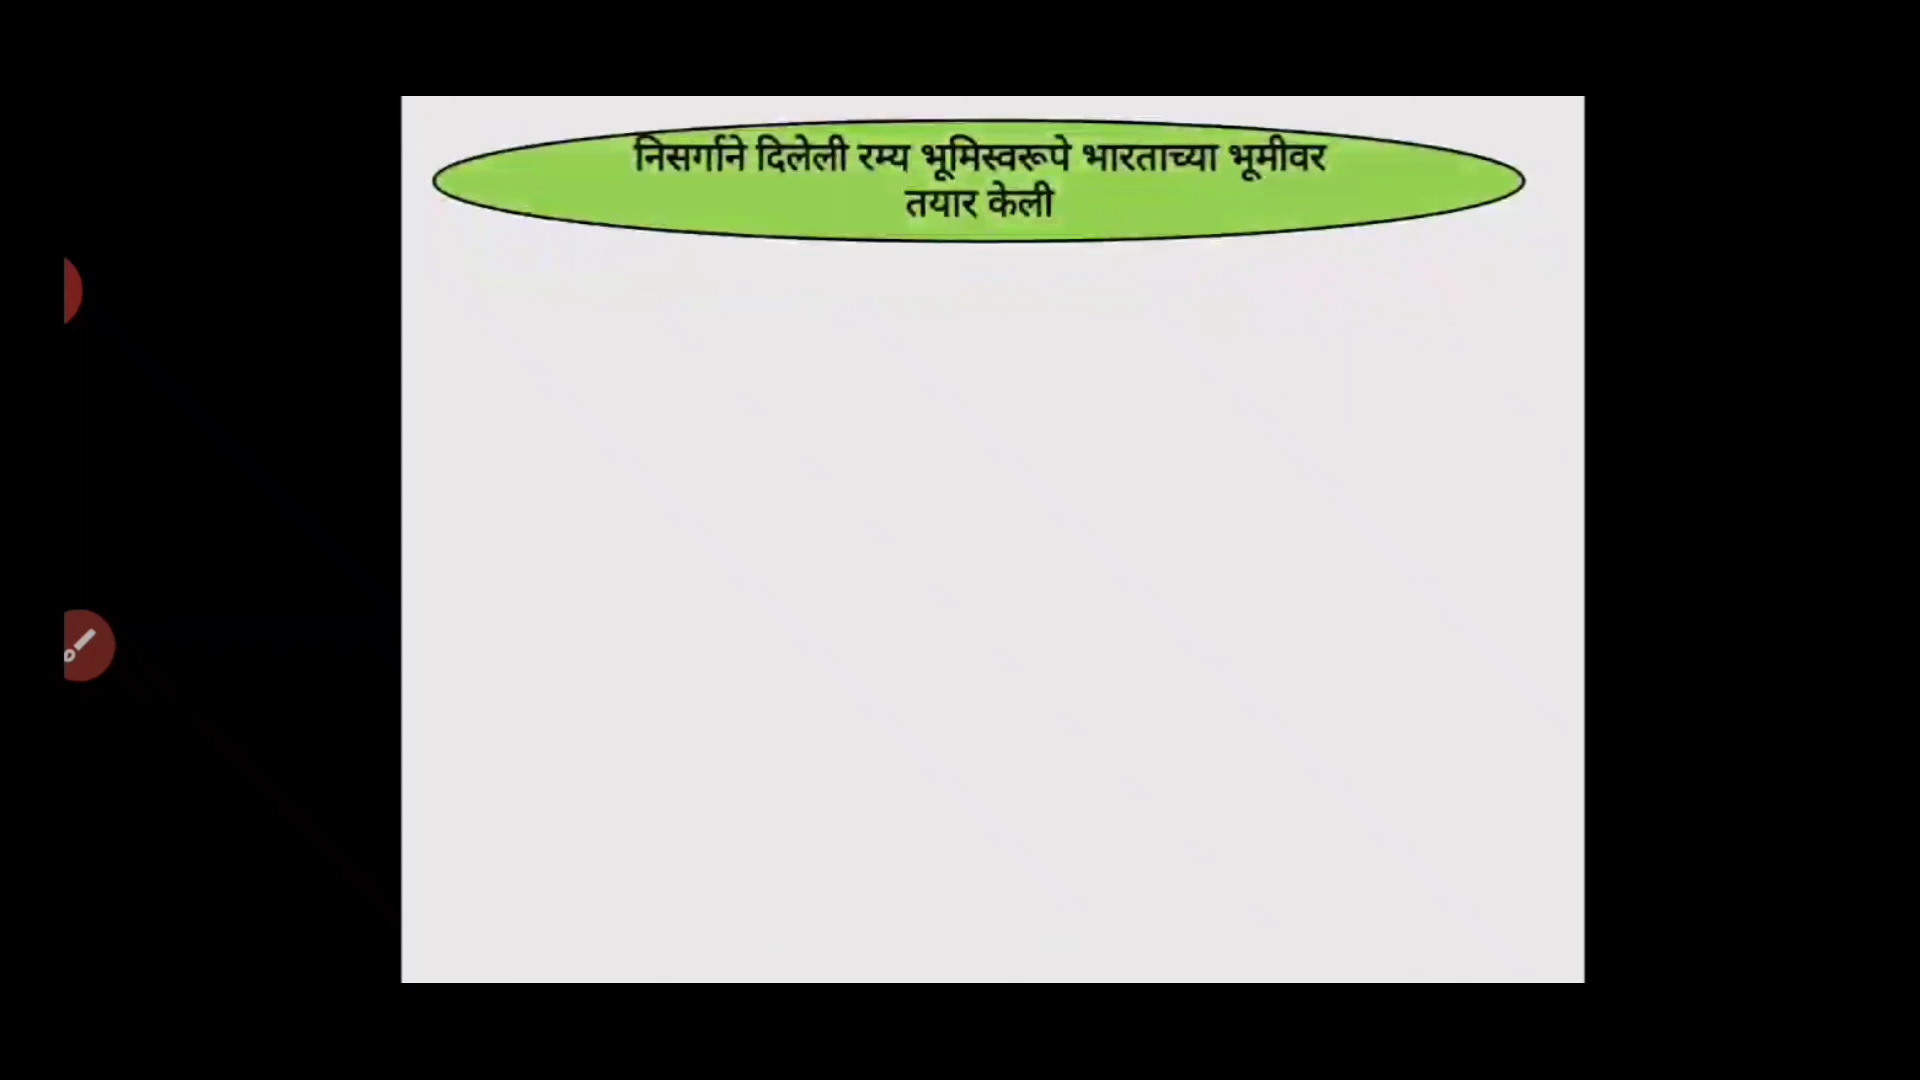 निसर्गाने दिलेली रम्य भूमिस्वरूपे भारताच्या भूमीवर
तयार केली